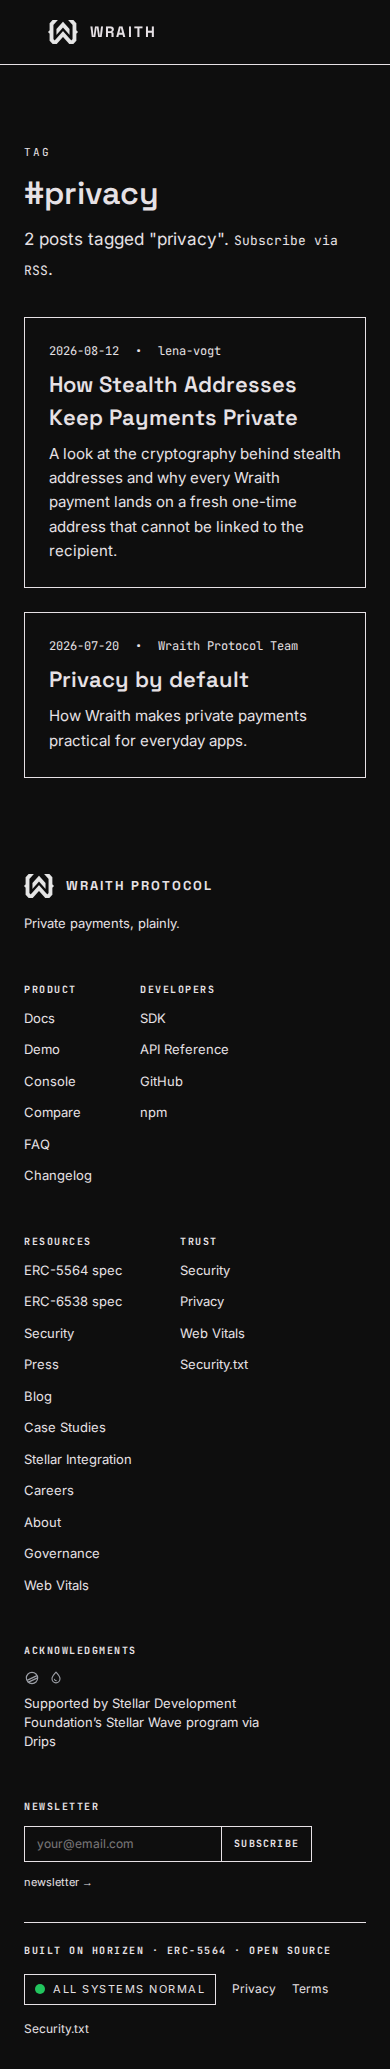 WRAITH
TAG
#privacy
2 posts tagged "privacy". Subscribe via
RSS.
2026-08-12 • lena-vogt
How Stealth Addresses
Keep Payments Private
A look at the cryptography behind stealth
addresses and why every Wraith
payment lands on a fresh one-time
address that cannot be linked to the
recipient.
2026-07-20 • Wraith Protocol Team
Privacy by default
How Wraith makes private payments
practical for everyday apps.
WRAITH PROTOCOL
Private payments, plainly.
PRODUCT
Docs
Demo
Console
Compare
FAQ
Changelog
DEVELOPERS
SDK
API Reference
GitHub
npm
RESOURCES
ERC-5564 spec
ERC-6538 spec
Security
Press
Blog
Case Studies
Stellar Integration
Careers
About
Governance
Web Vitals
TRUST
Security
Privacy
Web Vitals
Security.txt
ACKNOWLEDGMENTS
Supported by Stellar Development
Foundation's Stellar Wave program via
Drips
NEWSLETTER
your@email.com SUBSCRIBE
newsletter →
BUILT ON HORIZEN · ERC-5564 · OPEN SOURCE
ALL SYSTEMS NORMAL Privacy Terms
Security.txt